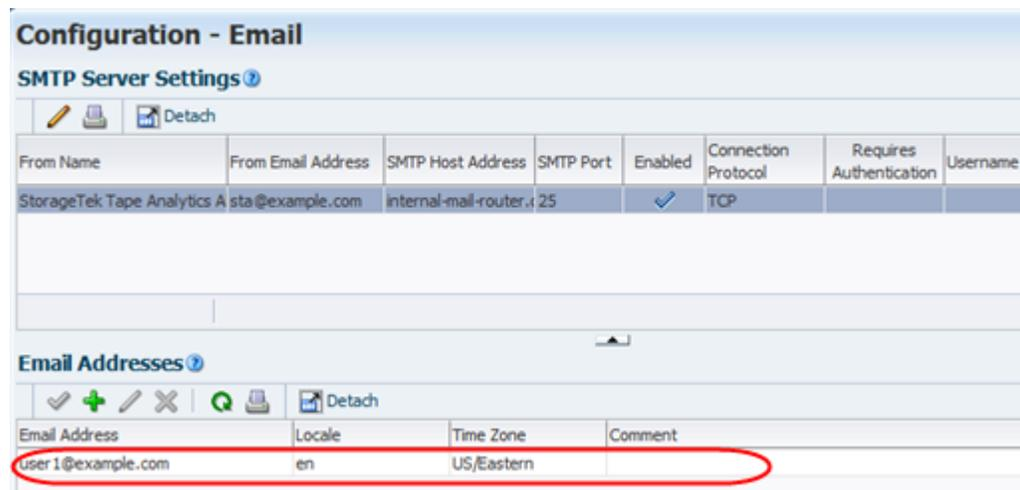 Configuration - Email
SMTP Server Settings
Detach
From Name From Email Address SMTP Host Address SMTP Port Enabled Connection Protocol Requires Authentication Username
StorageTek Tape Analytics A sta@example.com internal-mail-router.c 25 TCP
Email Addresses
Detach
Email Address Locale Time Zone Comment
user1@example.com en US/Eastern